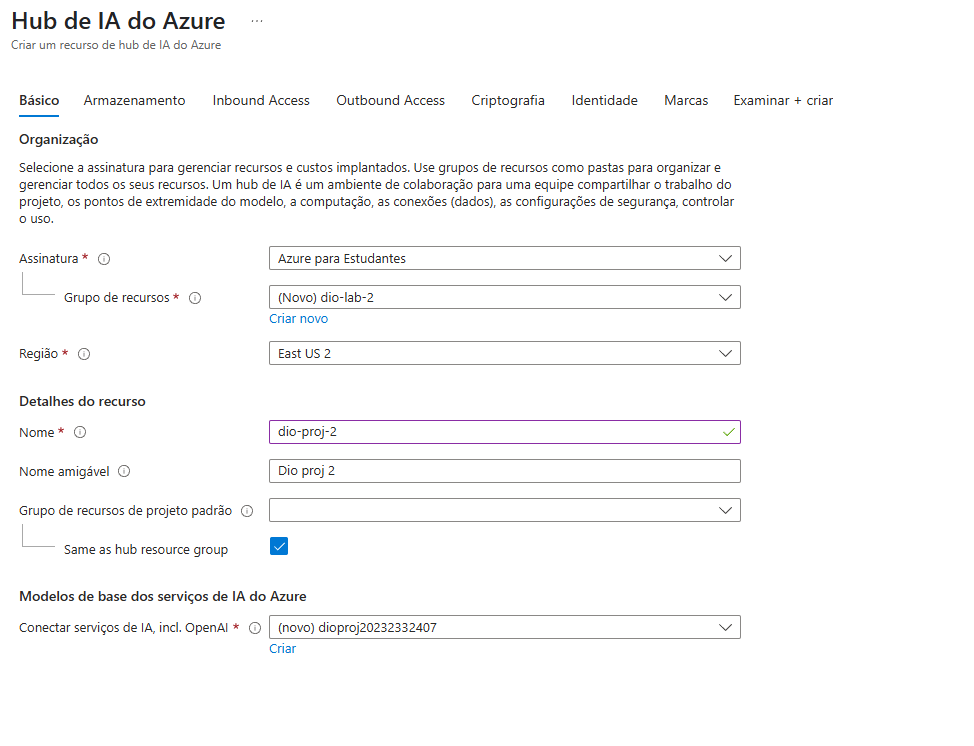 Hub de IA do Azure ...
Criar um recurso de hub de IA do Azure
Básico Armazenamento Inbound Access Outbound Access Criptografia Identidade Marcas Examinar + criar
Organização
Selecione a assinatura para gerenciar recursos e custos implantados. Use grupos de recursos como pastas para organizar e
gerenciar todos os seus recursos. Um hub de IA é um ambiente de colaboração para uma equipe compartilhar o trabalho do
projeto, os pontos de extremidade do modelo, a computação, as conexões (dados), as configurações de segurança, controlar
o uso.
Assinatura * Azure para Estudantes
Grupo de recursos * (Novo) dio-lab-2
Criar novo
Região * East US 2
Detalhes do recurso
Nome * dio-proj-2
Nome amigável Dio proj 2
Grupo de recursos de projeto padrão
Same as hub resource group
Modelos de base dos serviços de IA do Azure
Conectar serviços de IA, incl. OpenAI * (novo) dioproj20232332407
Criar